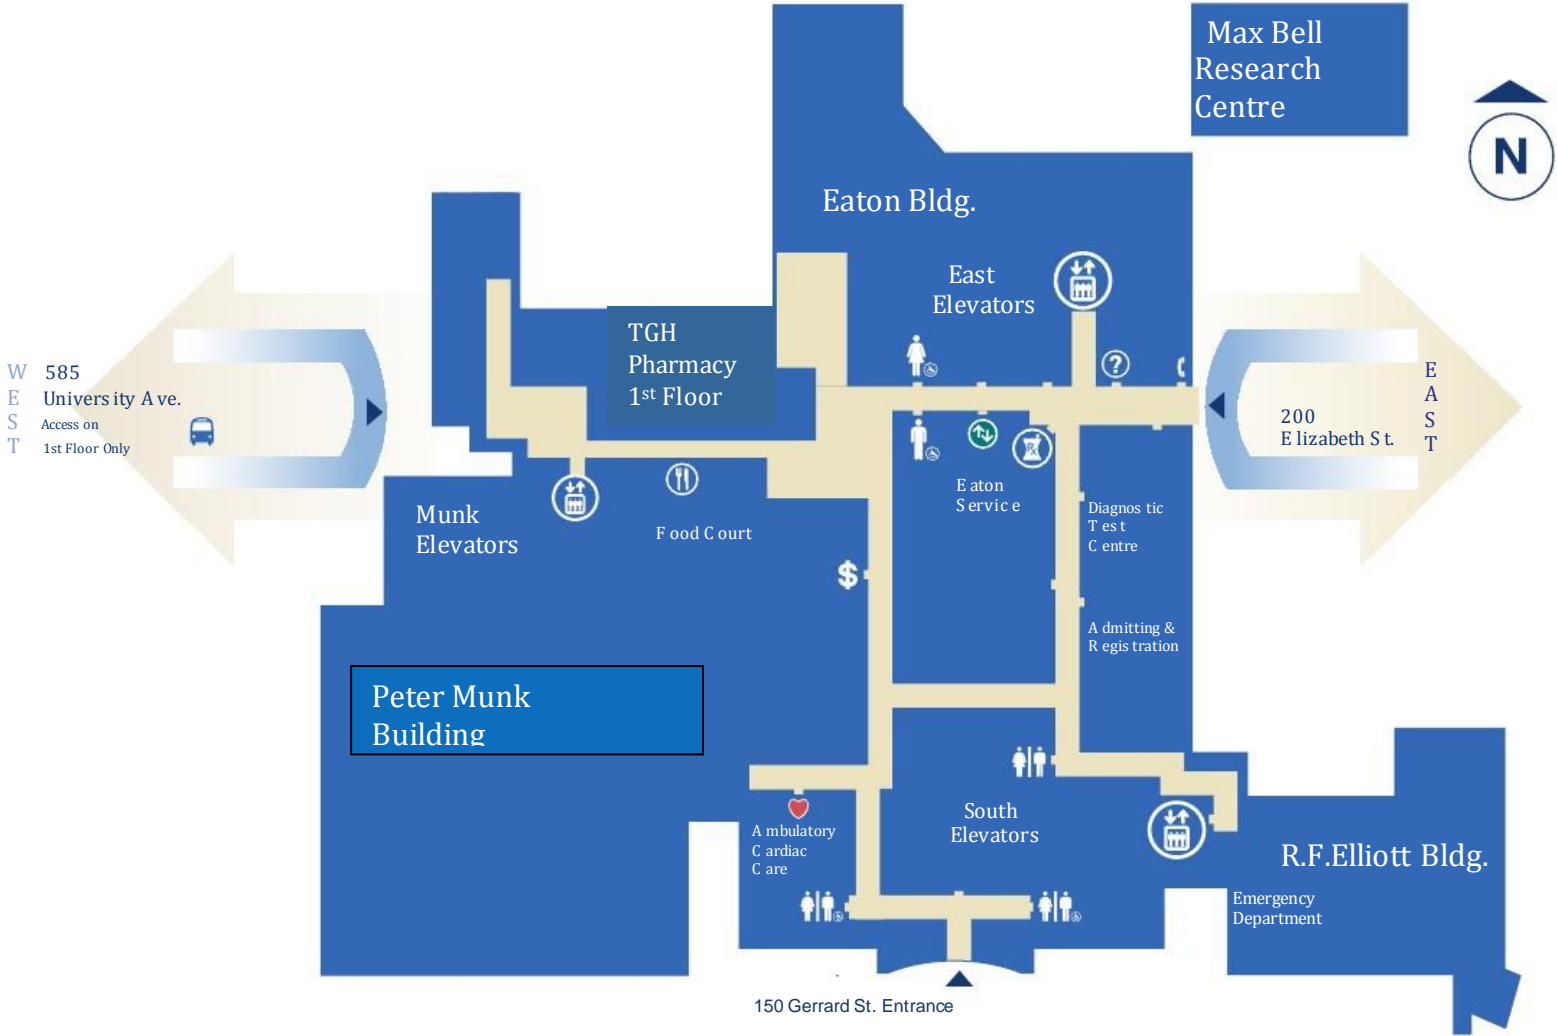 Max Bell
Research
Centre
N
Eaton Bldg.
East
Elevators
TGH
Pharmacy
1st Floor
W 585
E University Ave.
S Access on
T 1st Floor Only
E
A
S
T
200
Elizabeth St.
?
Rx
Eaton
Service
Diagnostic
Test
Centre
Munk
Elevators
Food Court
$
Admitting &
Registration
Peter Munk
Building
South
Elevators
Ambulatory
Cardiac
Care
R.F.Elliott Bldg.
Emergency
Department
150 Gerrard St. Entrance